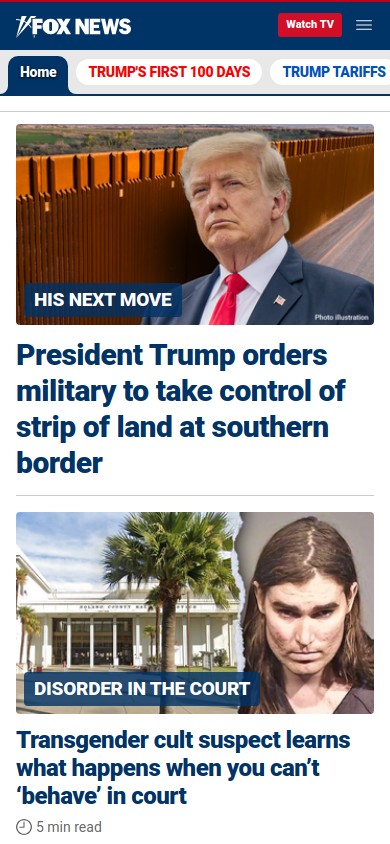 FOX NEWS
Watch TV
Home
TRUMP'S FIRST 100 DAYS
TRUMP TARIFFS
HIS NEXT MOVE
Photo illustration
President Trump orders
military to take control of
strip of land at southern
border
DISORDER IN THE COURT
Transgender cult suspect learns
what happens when you can’t
‘behave’ in court
5 min read